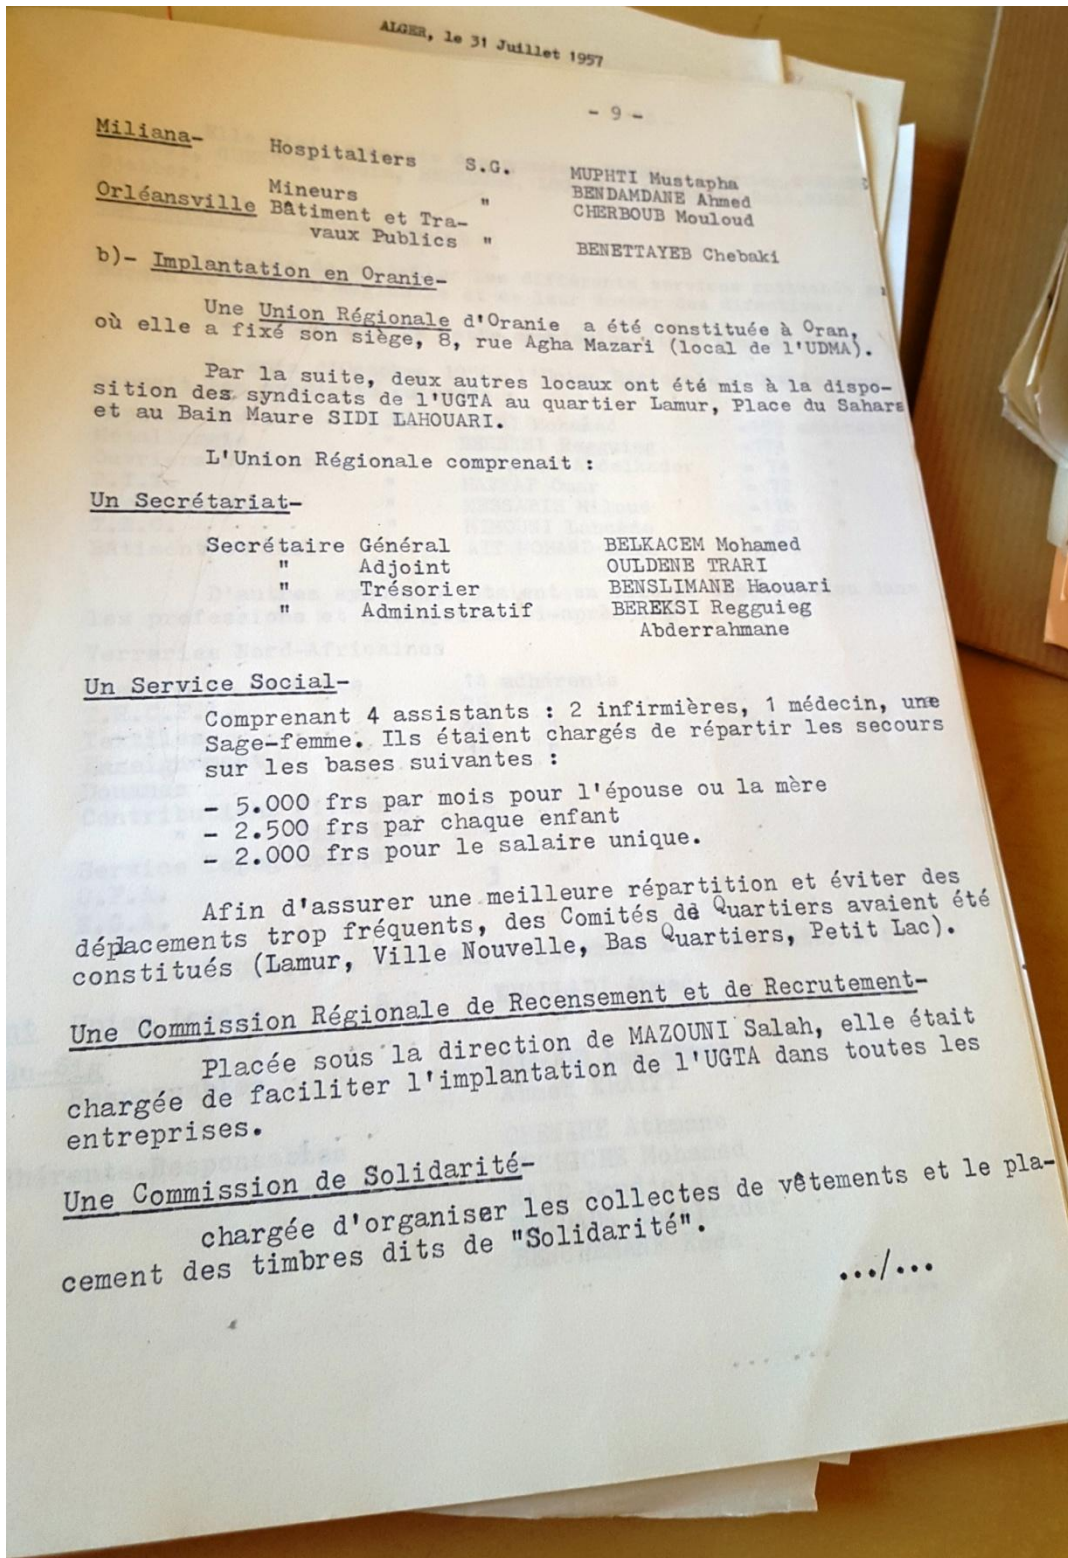 ALGER, le 31 Juillet 1957
- 9 -
Miliana- Hospitaliers S.G. MUPHTI Mustapha
Mineurs " BENDAMDANE Ahmed
Orléansville Bâtiment et Tra- CHERBOUB Mouloud
vaux Publics " BENETTAYEB Chebaki
b)- Implantation en Oranie-
Une Union Régionale d'Oranie a été constituée à Oran,
où elle a fixé son siège, 8, rue Agha Mazari (local de l'UDMA).
Par la suite, deux autres locaux ont été mis à la dispo-
sition des syndicats de l'UGTA au quartier Lamur, Place du Sahara
et au Bain Maure SIDI LAHOUARI.
L'Union Régionale comprenait :
Un Secrétariat-
Secrétaire Général BELKACEM Mohamed
" Adjoint OULDENE TRARI
" Trésorier BENSLIMANE Haouari
" Administratif BEREKSI Regguieg
Abderrahmane
Un Service Social-
Comprenant 4 assistants : 2 infirmières, 1 médecin, une
Sage-femme. Ils étaient chargés de répartir les secours
sur les bases suivantes :
- 5.000 frs par mois pour l'épouse ou la mère
- 2.500 frs par chaque enfant
- 2.000 frs pour le salaire unique.
Afin d'assurer une meilleure répartition et éviter des
déplacements trop fréquents, des Comités de Quartiers avaient été
constitués (Lamur, Ville Nouvelle, Bas Quartiers, Petit Lac).
Une Commission Régionale de Recensement et de Recrutement-
Placée sous la direction de MAZOUNI Salah, elle était
chargée de faciliter l'implantation de l'UGTA dans toutes les
entreprises.
Une Commission de Solidarité-
chargée d'organiser les collectes de vêtements et le pla-
cement des timbres dits de "Solidarité".
.../...